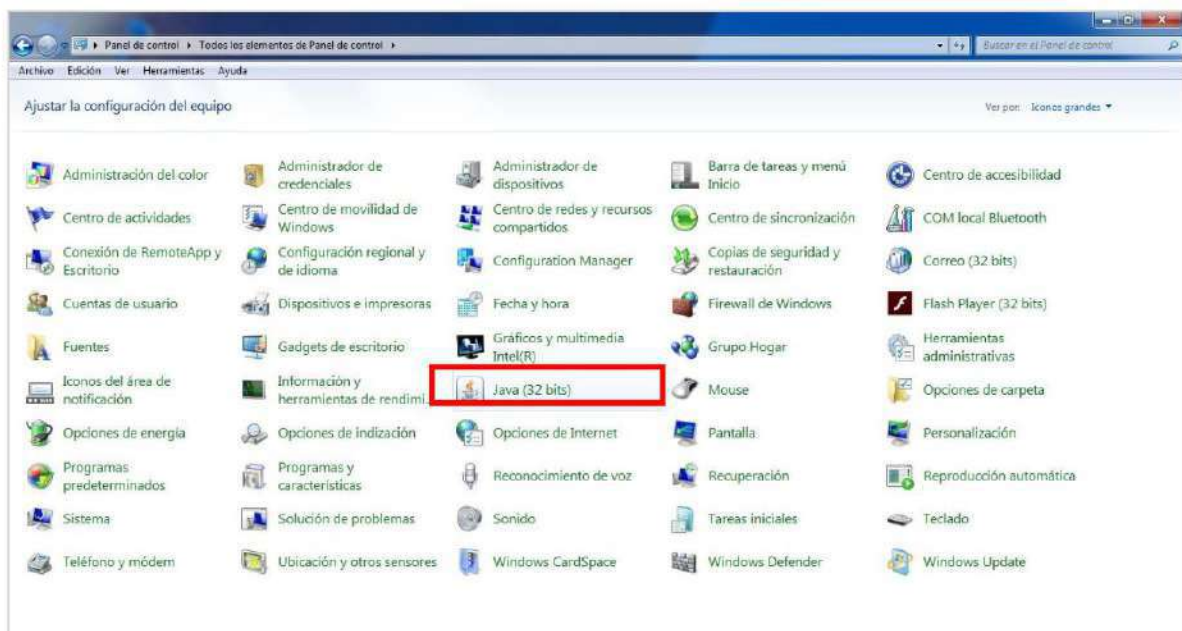 Panel de control ▸ Todos los elementos de Panel de control ▸
Buscar en el Panel de control
Archivo Edición Ver Herramientas Ayuda
Ajustar la configuración del equipo
Ver por: Iconos grandes
Administración del color
Administrador de
credenciales
Administrador de
dispositivos
Barra de tareas y menú
Inicio
Centro de accesibilidad
Centro de actividades
Centro de movilidad de
Windows
Centro de redes y recursos
compartidos
Centro de sincronización
COM local Bluetooth
Conexión de RemoteApp y
Escritorio
Configuración regional y
de idioma
Configuration Manager
Copias de seguridad y
restauración
Correo (32 bits)
Cuentas de usuario
Dispositivos e impresoras
Fecha y hora
Firewall de Windows
Flash Player (32 bits)
Fuentes
Gadgets de escritorio
Gráficos y multimedia
Intel(R)
Grupo Hogar
Herramientas
administrativas
Iconos del área de
notificación
Información y
herramientas de rendimi...
Java (32 bits)
Mouse
Opciones de carpeta
Opciones de energía
Opciones de indización
Opciones de Internet
Pantalla
Personalización
Programas
predeterminados
Programas y
características
Reconocimiento de voz
Recuperación
Reproducción automática
Sistema
Solución de problemas
Sonido
Tareas iniciales
Teclado
Teléfono y módem
Ubicación y otros sensores
Windows CardSpace
Windows Defender
Windows Update